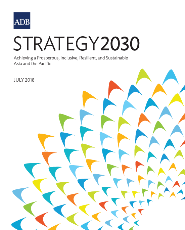 ADB
STRATEGY2030
Achieving a Prosperous, Inclusive, Resilient, and Sustainable
Asia and the Pacific
JULY 2018